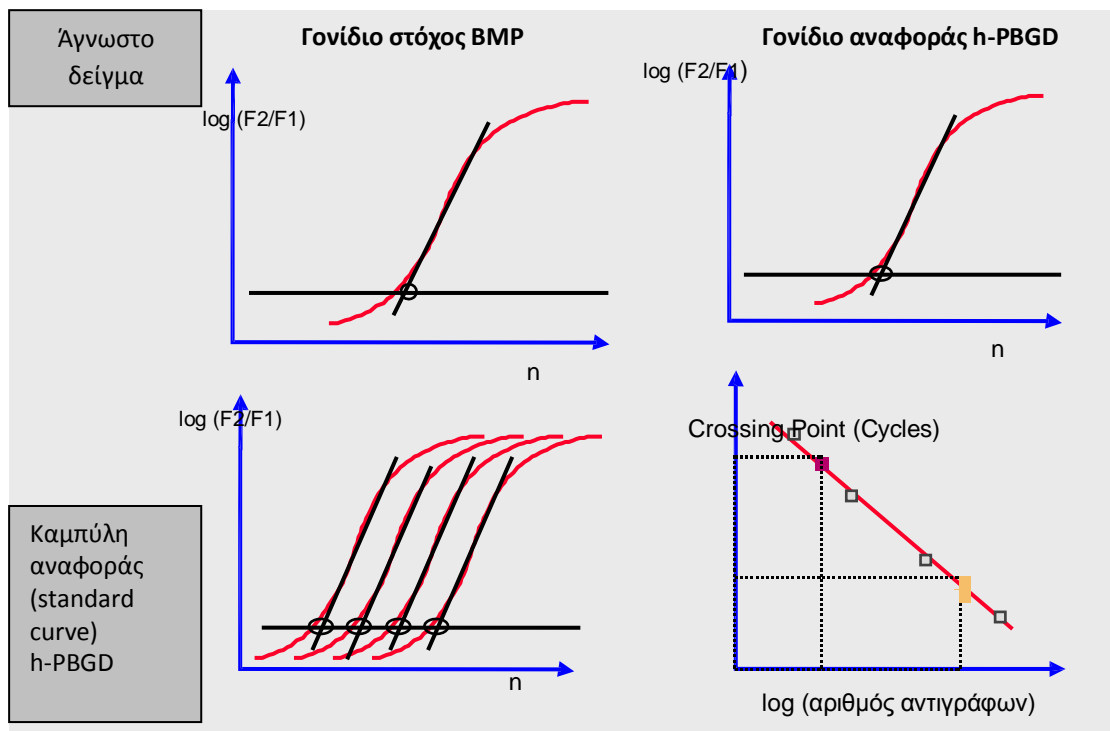 Άγνωστο
δείγμα
Γονίδιο στόχος BMP
Γονίδιο αναφοράς h-PBGD
log (F2/F1)
log (F2/F1)
n
n
log (F2/F1)
Crossing Point (Cycles)
Καμπύλη
αναφοράς
(standard
curve)
h-PBGD
n
log (αριθμός αντιγράφων)